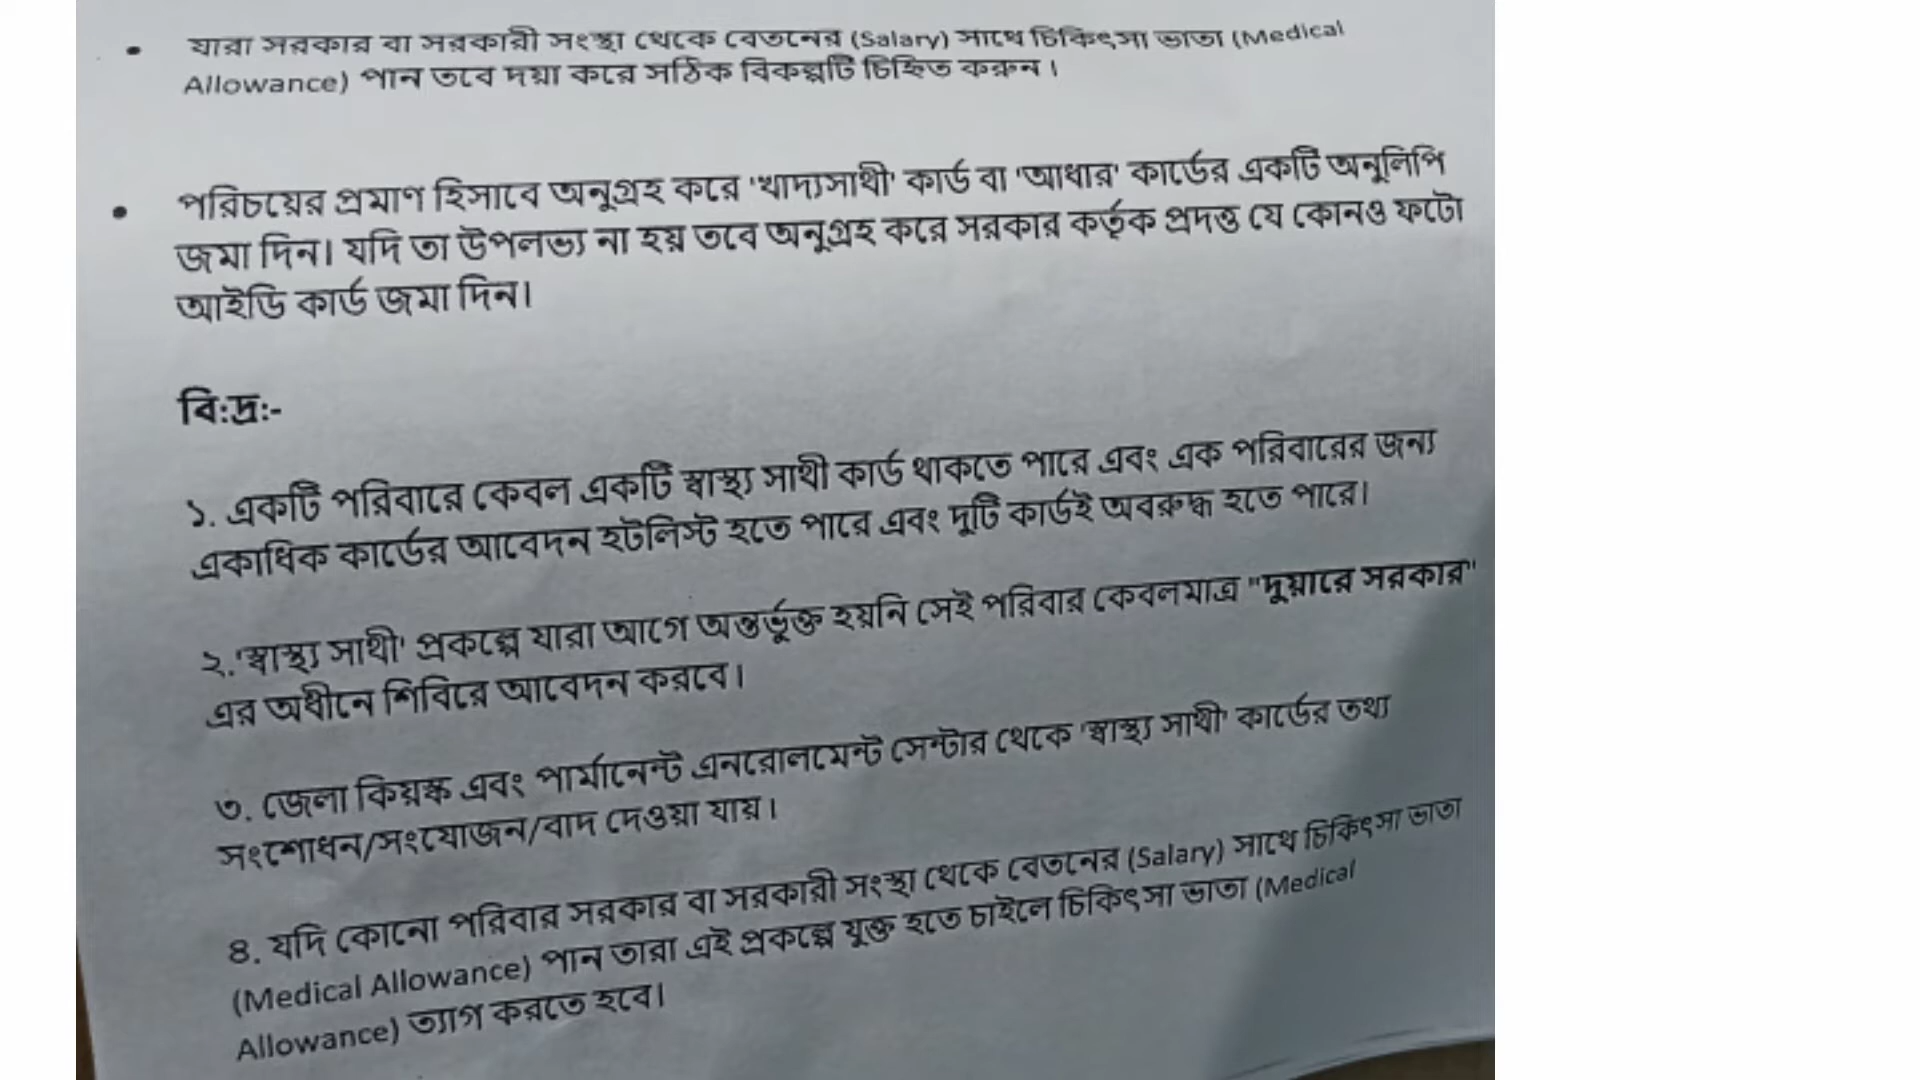 • যারা সরকার বা সরকারী সংস্থা থেকে বেতনের (Salary) সাথে চিকিৎসা ভাতা (Medical
Allowance) পান তবে দয়া করে সঠিক বিকল্পটি চিহ্নিত করুন।
• পরিচয়ের প্রমাণ হিসাবে অনুগ্রহ করে 'খাদ্যসাথী' কার্ড বা 'আধার' কার্ডের একটি অনুলিপি
জমা দিন। যদি তা উপলভ্য না হয় তবে অনুগ্রহ করে সরকার কর্তৃক প্রদত্ত যে কোনও ফটো
আইডি কার্ড জমা দিন।
বি:দ্র:-
১. একটি পরিবারে কেবল একটি স্বাস্থ্য সাথী কার্ড থাকতে পারে এবং এক পরিবারের জন্য
একাধিক কার্ডের আবেদন হটলিস্ট হতে পারে এবং দুটি কার্ডই অবরুদ্ধ হতে পারে।
২.'স্বাস্থ্য সাথী' প্রকল্পে যারা আগে অন্তর্ভুক্ত হয়নি সেই পরিবার কেবলমাত্র "দুয়ারে সরকার"
এর অধীনে শিবিরে আবেদন করবে।
৩. জেলা কিয়স্ক এবং পার্মানেন্ট এনরোলমেন্ট সেন্টার থেকে 'স্বাস্থ্য সাথী' কার্ডের তথ্য
সংশোধন/সংযোজন/বাদ দেওয়া যায়।
৪. যদি কোনো পরিবার সরকার বা সরকারী সংস্থা থেকে বেতনের (Salary) সাথে চিকিৎসা ভাতা
(Medical Allowance) পান তারা এই প্রকল্পে যুক্ত হতে চাইলে চিকিৎসা ভাতা (Medical
Allowance) ত্যাগ করতে হবে।